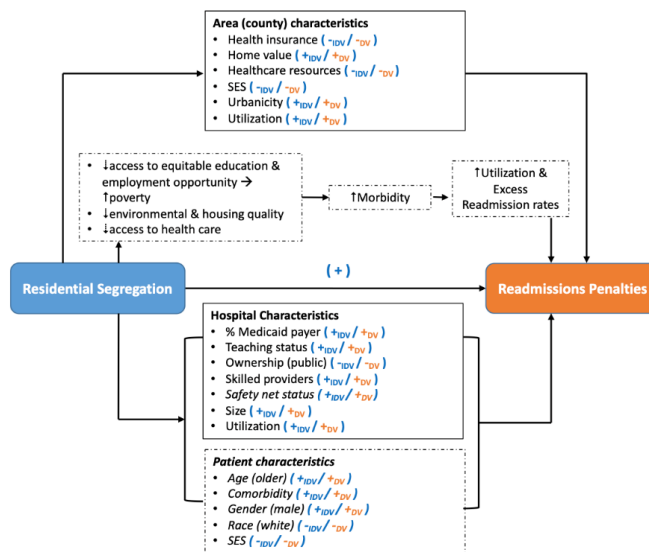 Area (county) characteristics
• Health insurance (-IDV / -DV)
• Home value (+IDV / +DV)
• Healthcare resources (-IDV / -DV)
• SES (-IDV / -DV)
• Urbanicity (+IDV / +DV)
• Utilization (+IDV / +DV)
• ↓access to equitable education &
employment opportunity →
↑poverty
• ↓environmental & housing quality
• ↓access to health care
↑Morbidity
↑Utilization &
Excess
Readmission rates
Residential Segregation
(+)
Readmissions Penalties
Hospital Characteristics
• % Medicaid payer (+IDV / +DV)
• Teaching status (+IDV / +DV)
• Ownership (public) (-IDV / -DV)
• Skilled providers (+IDV / +DV)
• Safety net status (+IDV / +DV)
• Size (+IDV / +DV)
• Utilization (+IDV / +DV)
Patient characteristics
• Age (older) (+IDV / +DV)
• Comorbidity (+IDV / +DV)
• Gender (male) (+IDV / +DV)
• Race (white) (-IDV / -DV)
• SES (-IDV / -DV)